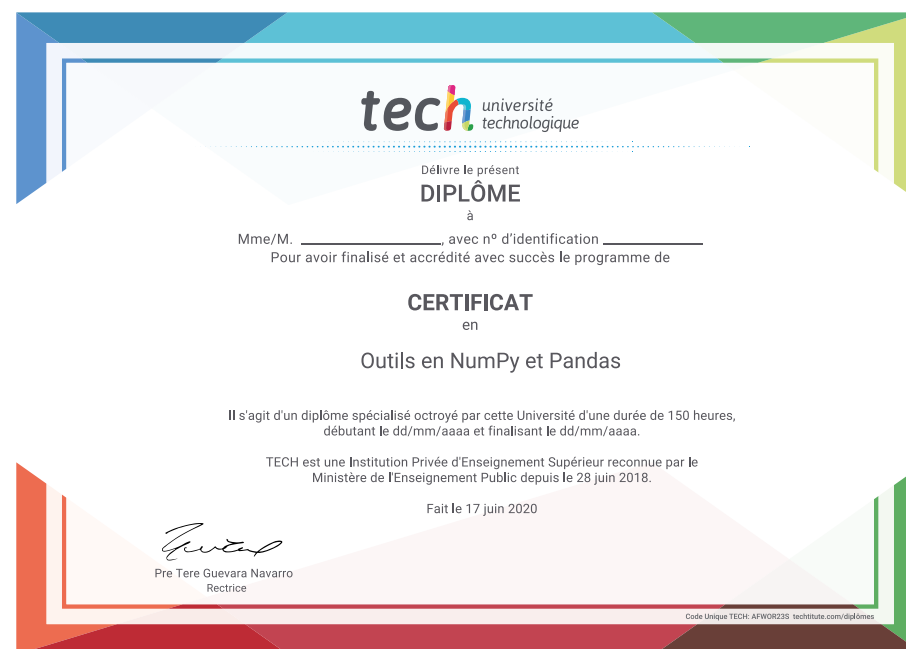 tech université
technologique
Délivre le présent
DIPLÔME
à
Mme/M. ____________________, avec nº d'identification ______________
Pour avoir finalisé et accrédité avec succès le programme de
CERTIFICAT
en
Outils en NumPy et Pandas
Il s'agit d'un diplôme spécialisé octroyé par cette Université d'une durée de 150 heures,
débutant le dd/mm/aaaa et finalisant le dd/mm/aaaa.
TECH est une Institution Privée d'Enseignement Supérieur reconnue par le
Ministère de l'Enseignement Public depuis le 28 juin 2018.
Fait le 17 juin 2020
Pre Tere Guevara Navarro
Rectrice
Code Unique TECH: AFWOR23S techtitute.com/diplômes